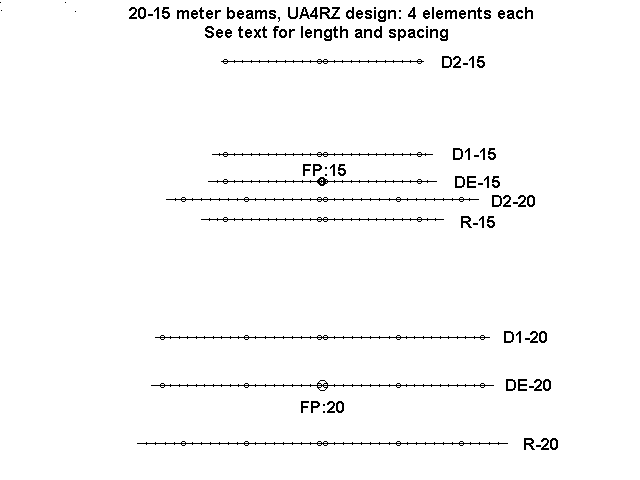 20-15 meter beams, UA4RZ design: 4 elements each
See text for length and spacing
D2-15
D1-15
FP:15
DE-15
D2-20
R-15
D1-20
DE-20
FP:20
R-20